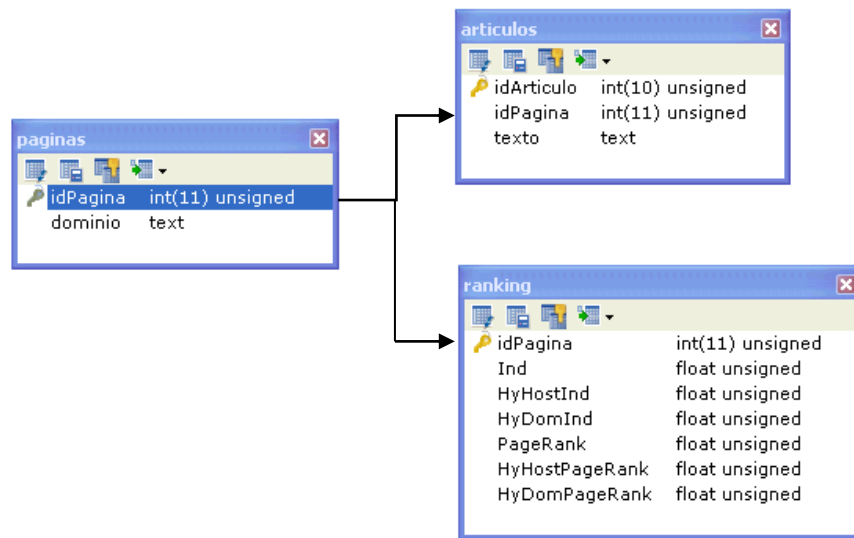 paginas
idPagina int(11) unsigned
dominio text
articulos
idArticulo int(10) unsigned
idPagina int(11) unsigned
texto text
ranking
idPagina int(11) unsigned
Ind float unsigned
HyHostInd float unsigned
HyDomInd float unsigned
PageRank float unsigned
HyHostPageRank float unsigned
HyDomPageRank float unsigned